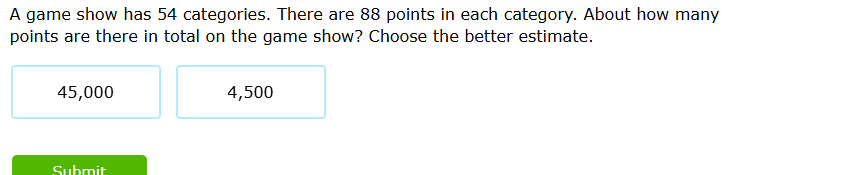 A game show has 54 categories. There are 88 points in each category. About how many
points are there in total on the game show? Choose the better estimate.
45,000 4,500
Submit